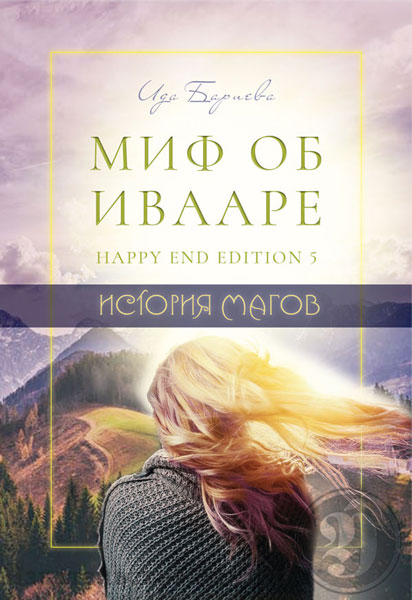 Ида Бариева
МИФ ОБ
ИВААРЕ
HAPPY END EDITION 5
ИСТОРИЯ МАГОВ